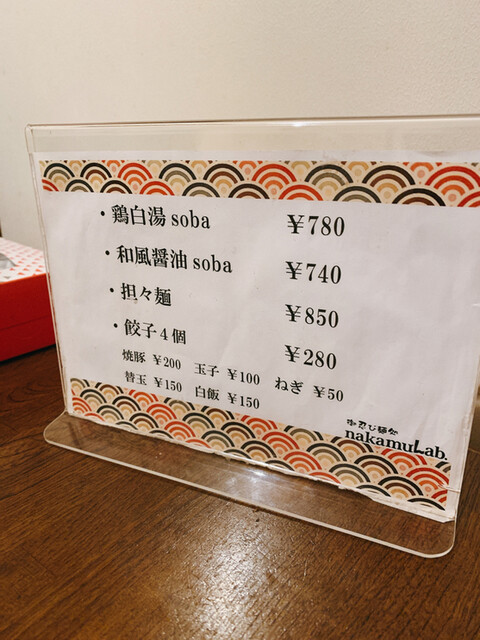 ・鶏白湯 soba ¥780
・和風醤油 soba ¥740
・担々麺 ¥850
・餃子4個 ¥280
焼豚 ¥200 玉子 ¥100 ねぎ ¥50
替玉 ¥150 白飯 ¥150
nakamuLab.